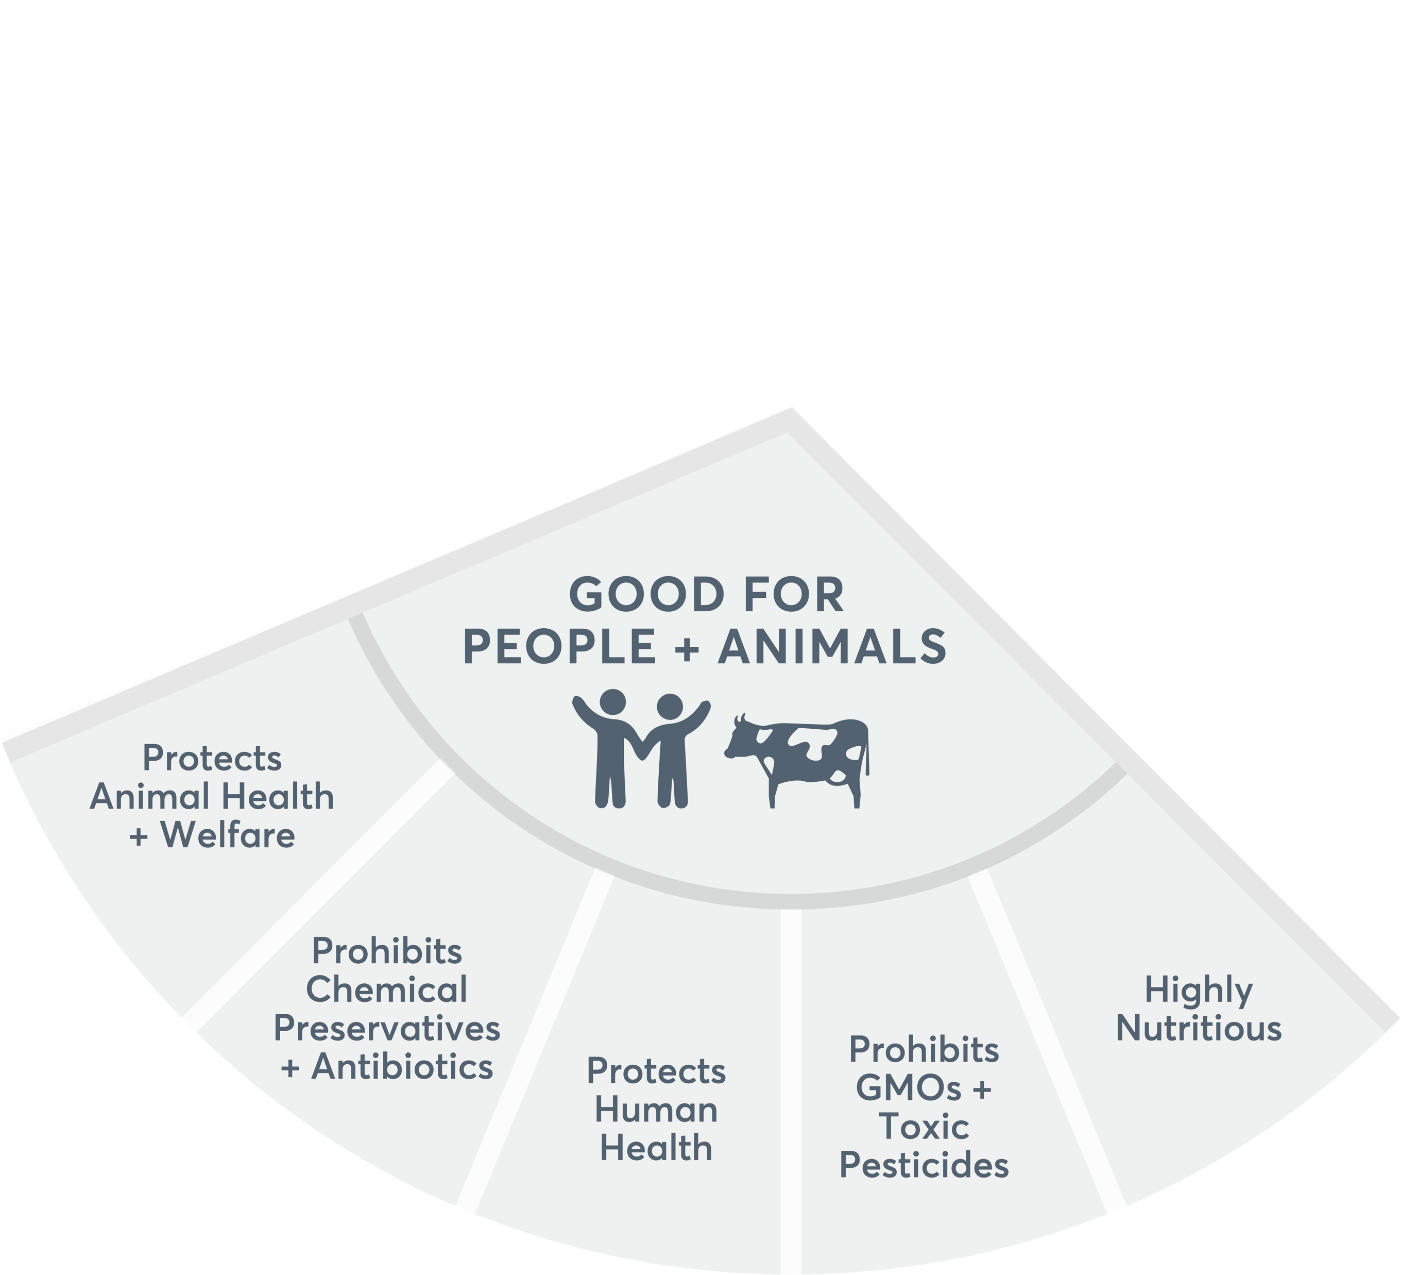 GOOD FOR
PEOPLE + ANIMALS
Protects
Animal Health
+ Welfare
Prohibits
Chemical
Preservatives
+ Antibiotics
Protects
Human
Health
Prohibits
GMOs +
Toxic
Pesticides
Highly
Nutritious